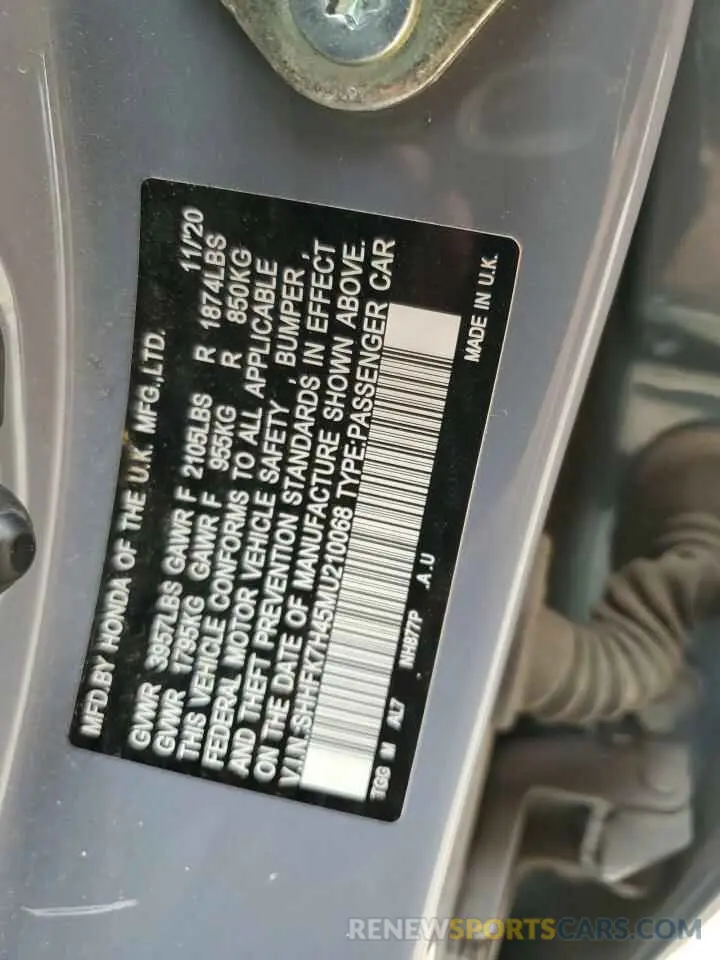 MFD.BY HONDA OF THE U.K. MFG.,LTD. 11/'20
GVWR 3957LBS GAWR F 2105LBS R 1874LBS
GVWR 1795KG GAWR F 955KG R 850KG
THIS VEHICLE CONFORMS TO ALL APPLICABLE
FEDERAL MOTOR VEHICLE SAFETY , BUMPER ,
AND THEFT PREVENTION STANDARDS IN EFFECT
ON THE DATE OF MANUFACTURE SHOWN ABOVE.
V.I.N.:SHHFK7H45MU210068 TYPE:PASSENGER CAR
TGG M AL7 NH877P .A.U MADE IN U.K.
RENEWSPORTSCARS.COM